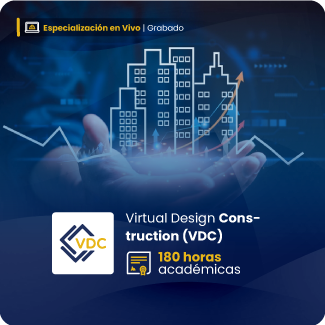 Especialización en Vivo | Grabado
VDC
Virtual Design Cons-
truction (VDC)
180 horas
académicas